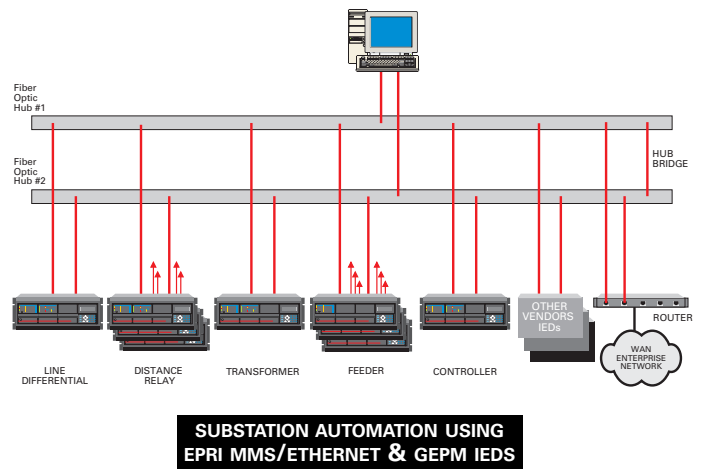 Fiber
Optic
Hub #1
HUB
BRIDGE
Fiber
Optic
Hub #2
OTHER
VENDORS
IEDs
ROUTER
WAN
ENTERPRISE
NETWORK
LINE
DIFFERENTIAL
DISTANCE
RELAY
TRANSFORMER
FEEDER
CONTROLLER
SUBSTATION AUTOMATION USING
EPRI MMS/ETHERNET & GEPM IEDS